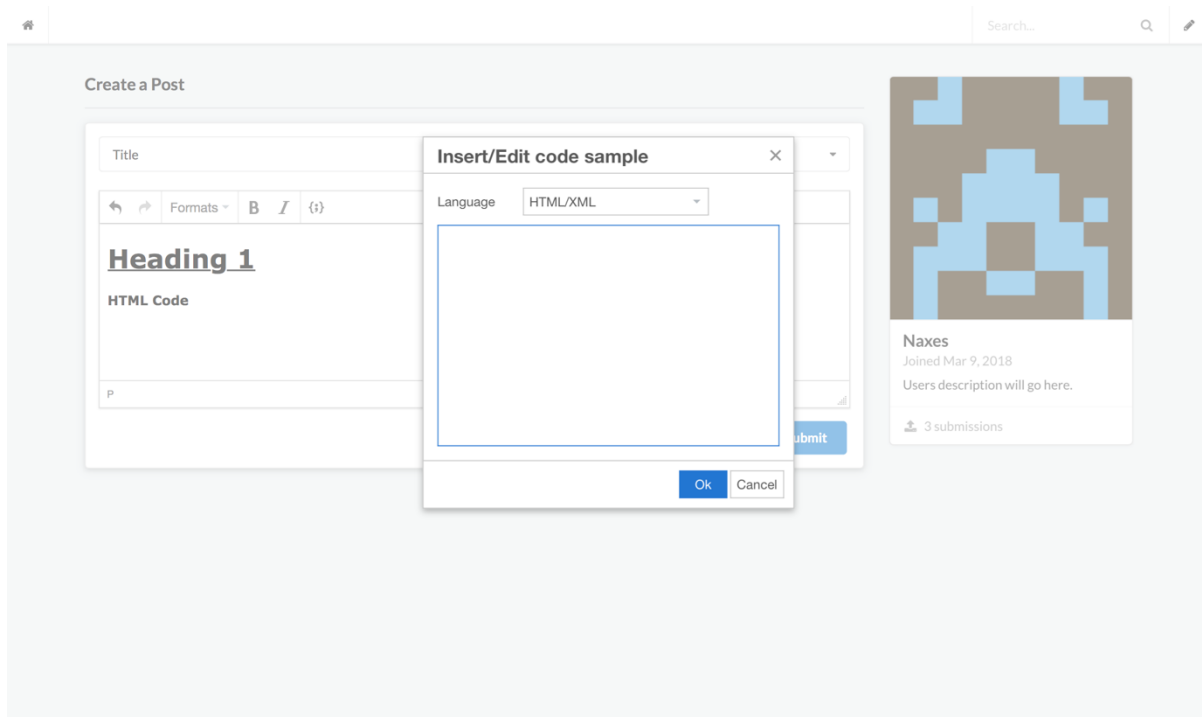 Search...
Create a Post
Title
Insert/Edit code sample
Language HTML/XML
Formats B I {;}
Heading 1
HTML Code
P
Ok Cancel
Naxes
Joined Mar 9, 2018
Users description will go here.
3 submissions